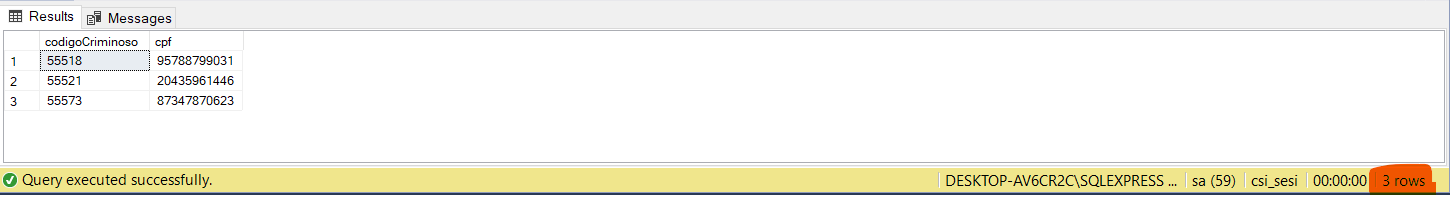 Results Messages
codigoCriminoso cpf
1 55518 95788799031
2 55521 20435961446
3 55573 87347870623
Query executed successfully. DESKTOP-AV6CR2C\SQLEXPRESS ... sa (59) csi_sesi 00:00:00 3 rows